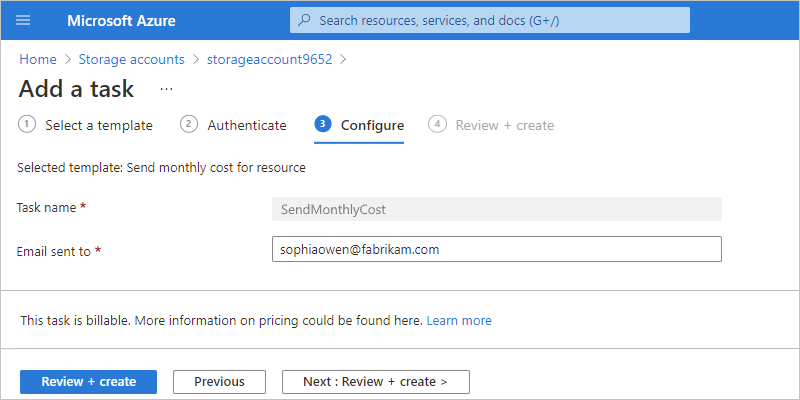 Microsoft Azure
Search resources, services, and docs (G+/)
Home > Storage accounts > storageaccount9652 >
Add a task ...
1 Select a template 2 Authenticate 3 Configure 4 Review + create
Selected template: Send monthly cost for resource
Task name * SendMonthlyCost
Email sent to * sophiaowen@fabrikam.com
This task is billable. More information on pricing could be found here. Learn more
Review + create Previous Next : Review + create >